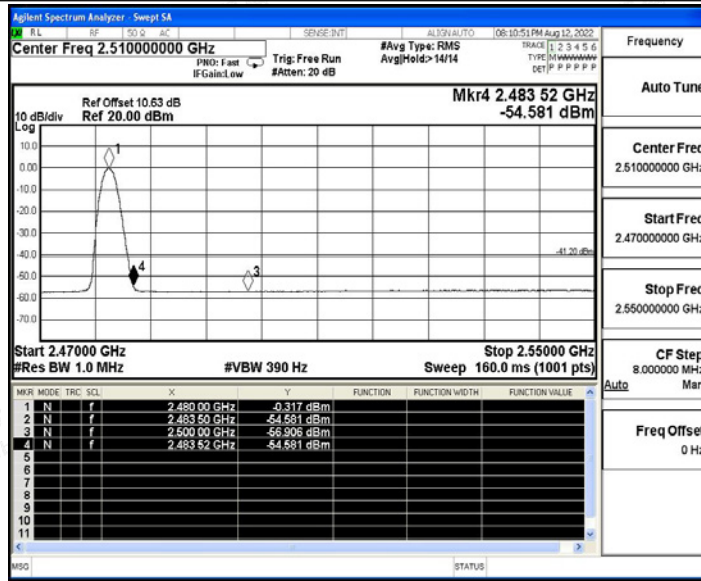 Agilent Spectrum Analyzer - Swept SA
RL RF 50 Ω AC SENSE:INT ALIGNAUTO 08:10:51PM Aug 12, 2022
Center Freq 2.510000000 GHz
PNO: Fast
IFGain:Low
Trig: Free Run
#Atten: 20 dB
#Avg Type: RMS
Avg|Hold:>14/14
TRACE 1 2 3 4 5 6
TYPE M WWWWW
DET P P P P P P
Frequency
Auto Tune
Center Freq
2.510000000 GHz
Start Freq
2.470000000 GHz
Stop Freq
2.550000000 GHz
CF Step
8.000000 MHz
Auto Man
Freq Offset
0 Hz
Mkr4 2.483 52 GHz
-54.581 dBm
Ref Offset 10.63 dB
10 dB/div Ref 20.00 dBm
Log
10.0
0.00
-10.0
-20.0
-30.0
-40.0
-50.0
-60.0
-70.0
1
4
3
-41.20 dBm
Start 2.47000 GHz Stop 2.55000 GHz
#Res BW 1.0 MHz #VBW 390 Hz Sweep 160.0 ms (1001 pts)
MKR MODE TRC SCL X Y FUNCTION FUNCTION WIDTH FUNCTION VALUE
1 N f 2.480 00 GHz -0.317 dBm
2 N f 2.483 50 GHz -54.581 dBm
3 N f 2.500 00 GHz -56.906 dBm
4 N f 2.483 52 GHz -54.581 dBm
5
6
7
8
9
10
11
MSG STATUS